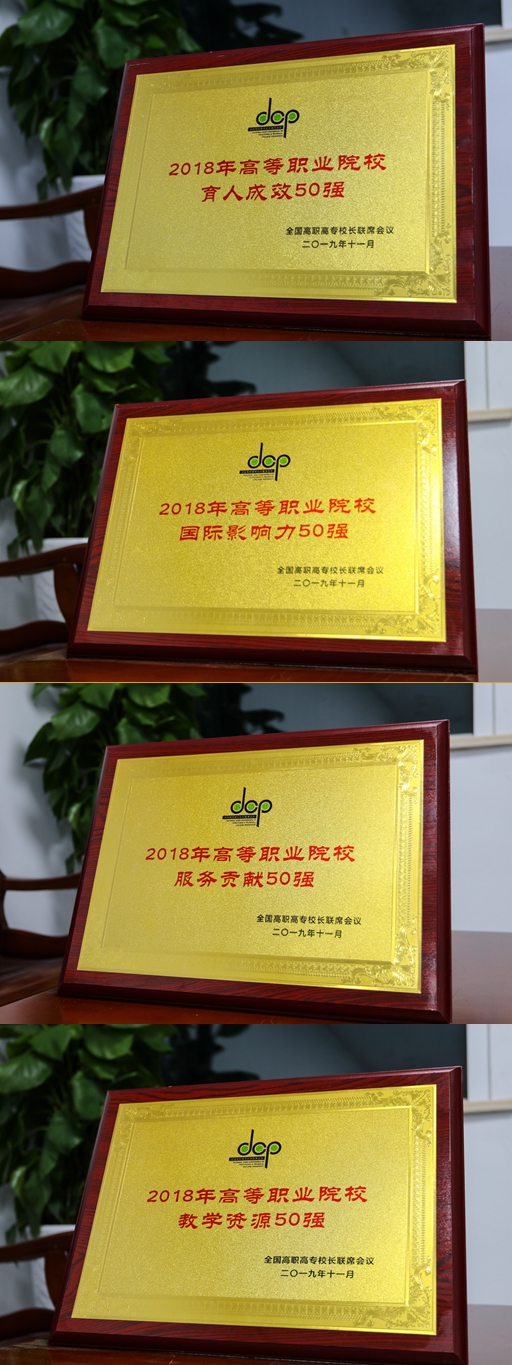 dcp
2018年高等职业院校
育人成效50强
全国高职高专校长联席会议
二〇一九年十一月
dcp
2018年高等职业院校
国际影响力50强
全国高职高专校长联席会议
二〇一九年十一月
dcp
2018年高等职业院校
服务贡献50强
全国高职高专校长联席会议
二〇一九年十一月
dcp
2018年高等职业院校
教学资源50强
全国高职高专校长联席会议
二〇一九年十一月